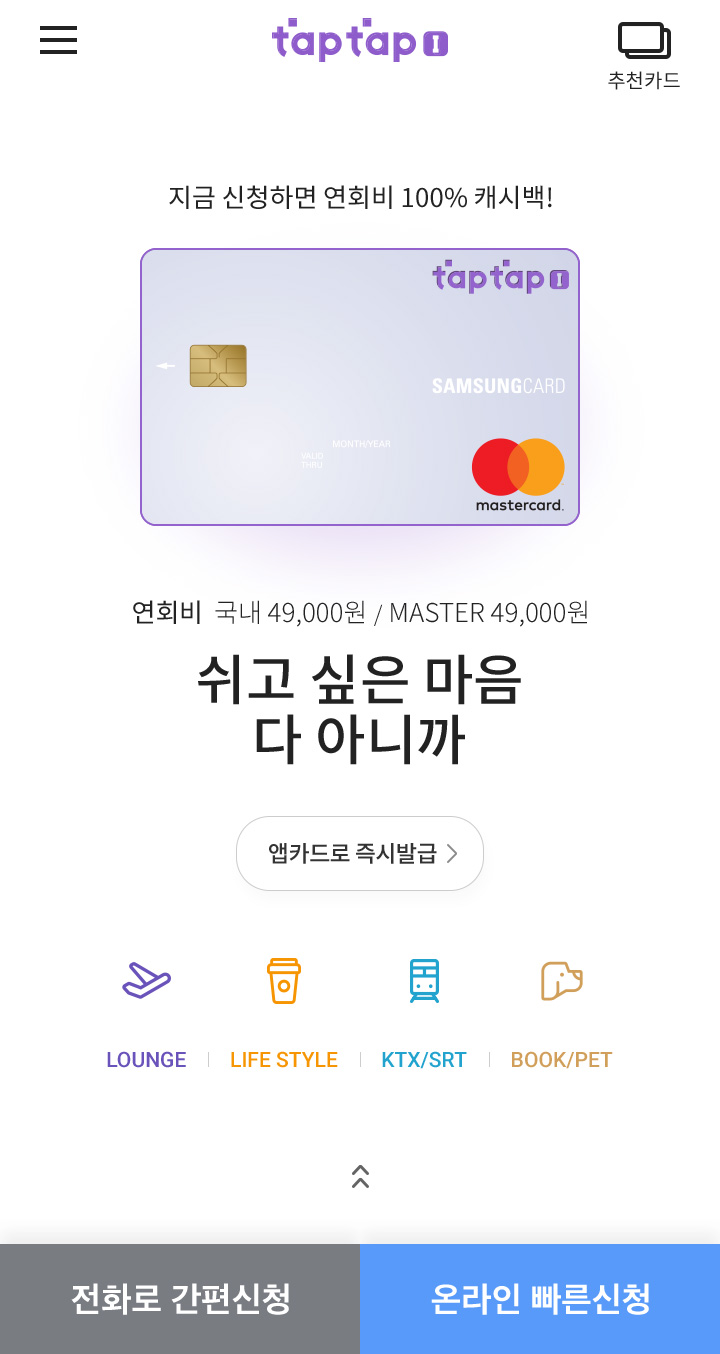 taptap I
추천카드
지금 신청하면 연회비 100% 캐시백!
taptap I
SAMSUNGCARD
MONTH/YEAR
VALID
THRU
mastercard.
연회비 국내 49,000원 / MASTER 49,000원
쉬고 싶은 마음
다 아니까
앱카드로 즉시발급 >
LOUNGE | LIFE STYLE | KTX/SRT | BOOK/PET
전화로 간편신청
온라인 빠른신청